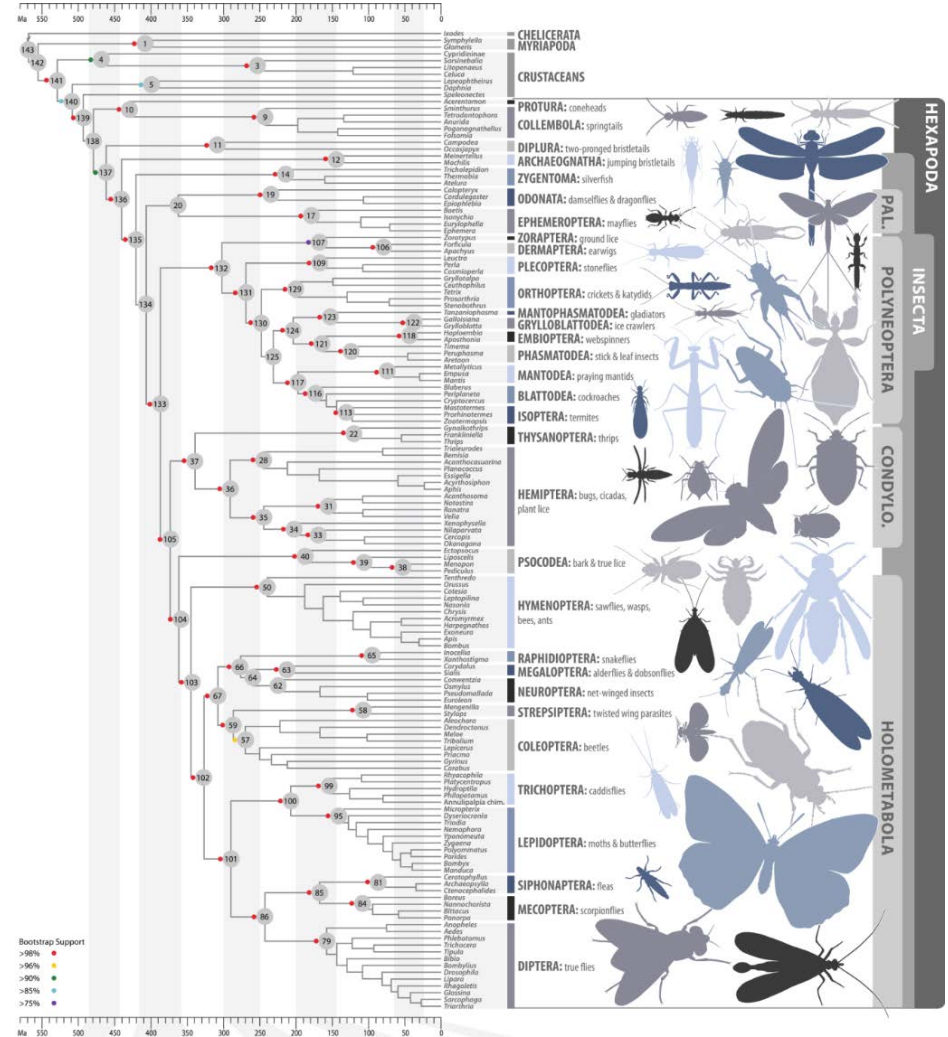 Ma 550 500 450 400 350 300 250 200 150 100 50 0
Ixodes
Symphylella
Glomeris
Cypridininae
Sarsinebalia
Litopenaeus
Celuca
Lepeophtheirus
Daphnia
Speleonectes
Acerentomon
Sminthurus
Tetrodontophora
Anurida
Pogonognathellus
Folsomia
Campodea
Occasjapyx
Meinertellus
Machilis
Tricholepidion
Thermobia
Atelura
Calopteryx
Cordulegaster
Epiophlebia
Baetis
Isonychia
Eurylophella
Ephemera
Zorotypus
Forficula
Apachyus
Leuctra
Perla
Cosmioperla
Gryllotalpa
Ceuthophilus
Tetrix
Prosarthria
Stenobothrus
Tanzaniophasma
Galloisiana
Grylloblatta
Haploembia
Aposthonia
Timema
Peruphasma
Aretaon
Metallyticus
Empusa
Mantis
Blaberus
Periplaneta
Cryptocercus
Mastotermes
Prorhinotermes
Zootermopsis
Gynaikothrips
Frankliniella
Thrips
Trialeurodes
Bemisia
Acanthocasuarina
Planococcus
Essigella
Acyrthosiphon
Aphis
Acanthosoma
Notostira
Ranatra
Velia
Xenophysella
Nilaparvata
Cercopis
Okanagana
Ectopsocus
Liposcelis
Menopon
Pediculus
Tenthredo
Orussus
Cotesia
Leptopilina
Nasonia
Chrysis
Acromyrmex
Harpegnathos
Exoneura
Apis
Bombus
Inocellia
Xanthostigma
Corydalus
Sialis
Conwentzia
Osmylus
Pseudomallada
Euroleon
Mengenilla
Stylops
Aleochara
Dendroctonus
Meloe
Tribolium
Lepicerus
Priacma
Gyrinus
Carabus
Rhyacophila
Platycentropus
Hydroptila
Philopotamus
Annulipalpia chim.
Micropterix
Dyseriocrania
Triodia
Nemophora
Yponomeuta
Zygaena
Polyommatus
Parides
Bombyx
Manduca
Ceratophyllus
Archaeopsylla
Ctenocephalides
Boreus
Nannochorista
Bittacus
Panorpa
Anopheles
Aedes
Phlebotomus
Trichocera
Tipula
Bibio
Bombylius
Drosophila
Lipara
Rhagoletis
Glossina
Sarcophaga
Triarthria
143
142
141
140
139
138
137
136
135
134
133
132
131
130
129
125
124
123
122
121
120
118
117
116
113
111
109
107
106
105
104
103
102
101
100
99
95
95
86
85
84
81
79
67
66
65
64
63
62
59
58
57
50
40
39
38
37
36
35
34
33
31
28
22
20
19
17
14
12
11
10
9
5
4
3
1
CHELICERATA
MYRIAPODA
CRUSTACEANS
PROTURA: coneheads
COLLEMBOLA: springtails
DIPLURA: two-pronged bristletails
ARCHAEOGNATHA: jumping bristletails
ZYGENTOMA: silverfish
ODONATA: damselflies & dragonflies
EPHEMEROPTERA: mayflies
ZORAPTERA: ground lice
DERMAPTERA: earwigs
PLECOPTERA: stoneflies
ORTHOPTERA: crickets & katydids
MANTOPHASMATODEA: gladiators
GRYLLOBLATTODEA: ice crawlers
EMBIOPTERA: webspinners
PHASMATODEA: stick & leaf insects
MANTODEA: praying mantids
BLATTODEA: cockroaches
ISOPTERA: termites
THYSANOPTERA: thrips
HEMIPTERA: bugs, cicadas,
plant lice
PSOCODEA: bark & true lice
HYMENOPTERA: sawflies, wasps,
bees, ants
RAPHIDIOPTERA: snakeflies
MEGALOPTERA: alderflies & dobsonflies
NEUROPTERA: net-winged insects
STREPSIPTERA: twisted wing parasites
COLEOPTERA: beetles
TRICHOPTERA: caddisflies
LEPIDOPTERA: moths & butterflies
SIPHONAPTERA: fleas
MECOPTERA: scorpionflies
DIPTERA: true flies
HEXAPODA
INSECTA
PAL.
POLYNEOPTERA
CONDYLO.
HOLOMETABOLA
Bootstrap Support
>98%
>96%
>90%
>85%
>75%
Ma 550 500 450 400 350 300 250 200 150 100 50 0